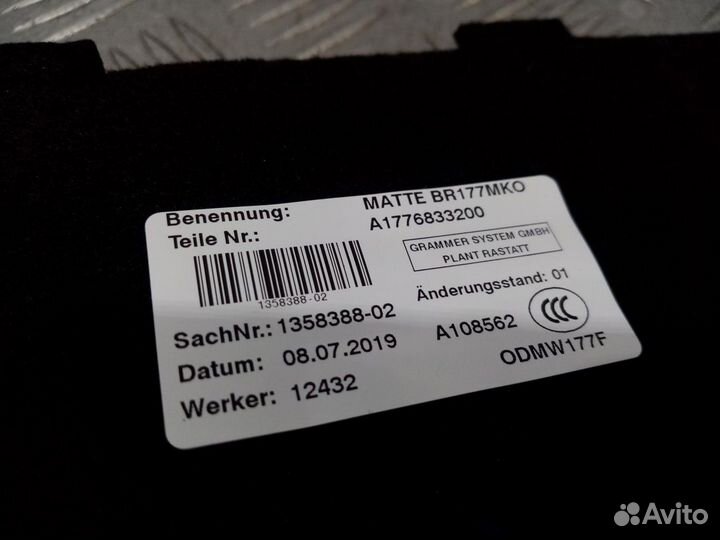 Benennung: MATTE BR177MKO
Teile Nr.: A1776833200
GRAMMER SYSTEM GMBH
PLANT RASTATT
1358388-02
SachNr.: 1358388-02
Änderungsstand: 01
Datum: 08.07.2019
A108562 CCC
Werker: 12432
ODMW177F
Avito